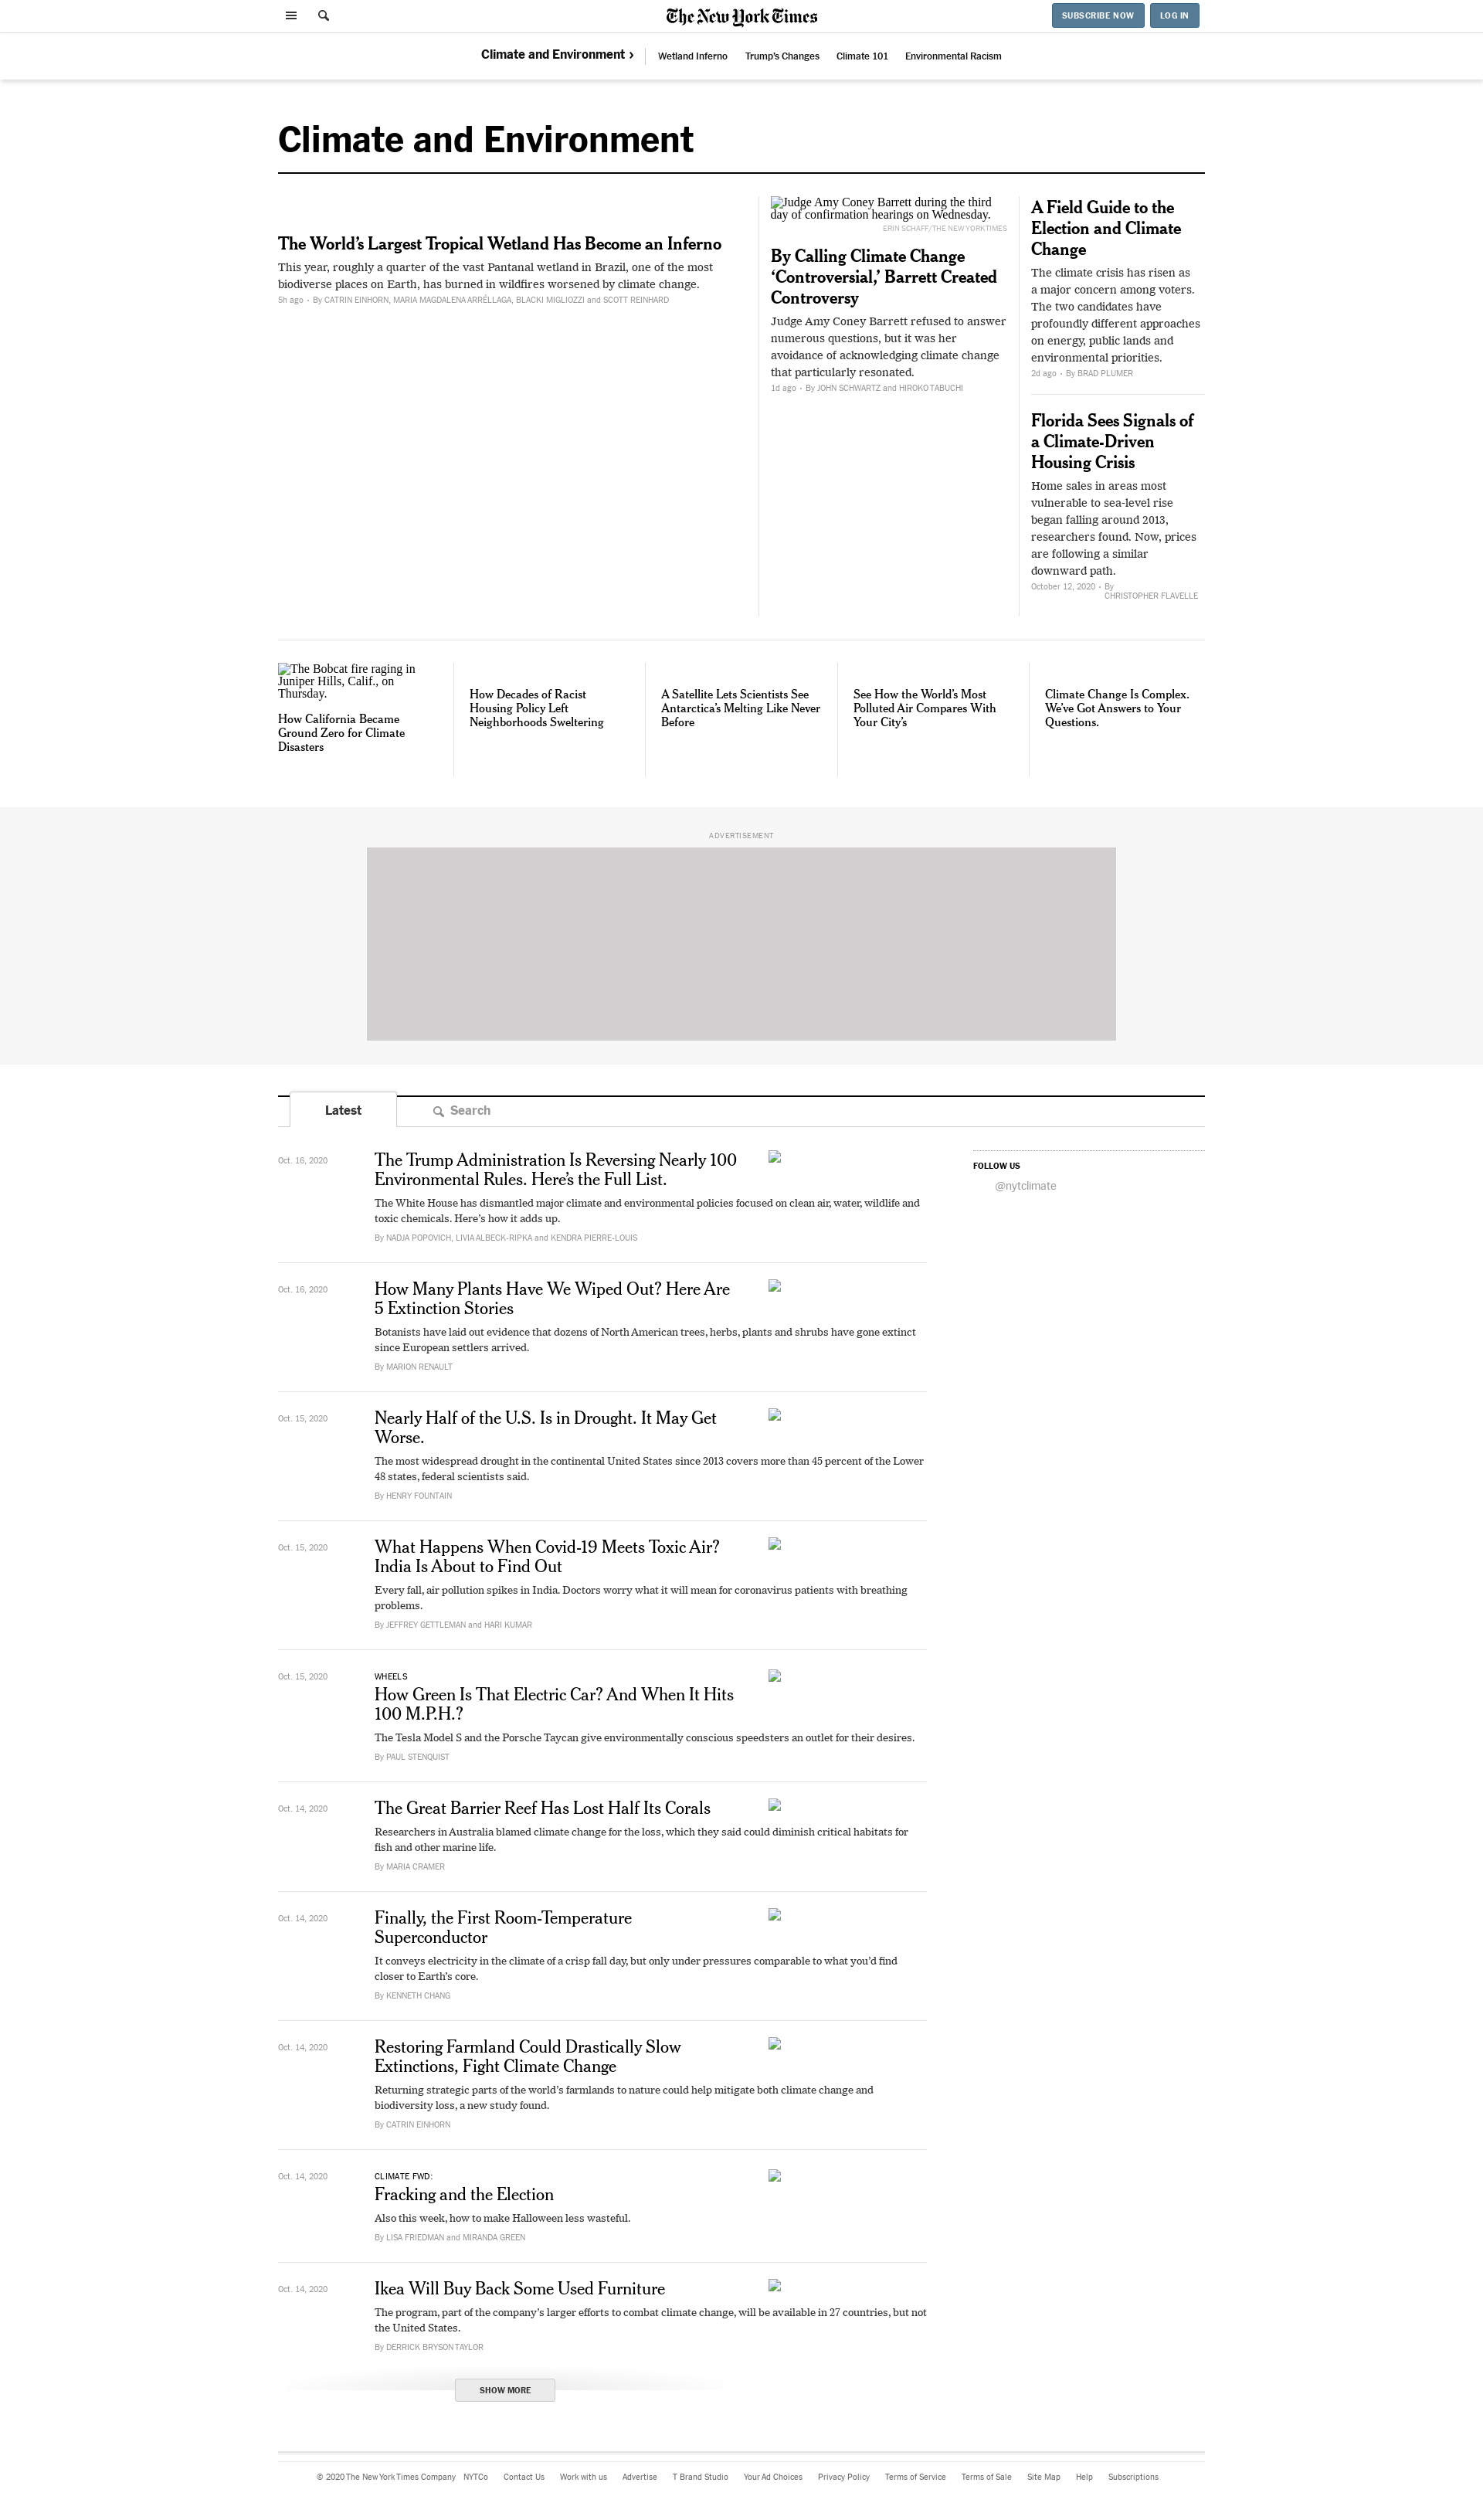 The New York Times
SUBSCRIBE NOW
LOG IN
Climate and Environment ›
Wetland Inferno
Trump’s Changes
Climate 101
Environmental Racism
Climate and Environment
The World’s Largest Tropical Wetland Has Become an Inferno
This year, roughly a quarter of the vast Pantanal wetland in Brazil, one of the most
biodiverse places on Earth, has burned in wildfires worsened by climate change.
5h ago • By CATRIN EINHORN, MARIA MAGDALENA ARRÉLLAGA, BLACKI MIGLIOZZI and SCOTT REINHARD
Judge Amy Coney Barrett during the third
day of confirmation hearings on Wednesday.
ERIN SCHAFF/THE NEW YORK TIMES
By Calling Climate Change
‘Controversial,’ Barrett Created
Controversy
Judge Amy Coney Barrett refused to answer
numerous questions, but it was her
avoidance of acknowledging climate change
that particularly resonated.
1d ago • By JOHN SCHWARTZ and HIROKO TABUCHI
A Field Guide to the
Election and Climate
Change
The climate crisis has risen as
a major concern among voters.
The two candidates have
profoundly different approaches
on energy, public lands and
environmental priorities.
2d ago • By BRAD PLUMER
Florida Sees Signals of
a Climate-Driven
Housing Crisis
Home sales in areas most
vulnerable to sea-level rise
began falling around 2013,
researchers found. Now, prices
are following a similar
downward path.
October 12, 2020 • By
CHRISTOPHER FLAVELLE
The Bobcat fire raging in
Juniper Hills, Calif., on
Thursday.
How California Became
Ground Zero for Climate
Disasters
How Decades of Racist
Housing Policy Left
Neighborhoods Sweltering
A Satellite Lets Scientists See
Antarctica’s Melting Like Never
Before
See How the World’s Most
Polluted Air Compares With
Your City’s
Climate Change Is Complex.
We’ve Got Answers to Your
Questions.
ADVERTISEMENT
Latest
Search
Oct. 16, 2020
The Trump Administration Is Reversing Nearly 100
Environmental Rules. Here’s the Full List.
The White House has dismantled major climate and environmental policies focused on clean air, water, wildlife and
toxic chemicals. Here’s how it adds up.
By NADJA POPOVICH, LIVIA ALBECK-RIPKA and KENDRA PIERRE-LOUIS
FOLLOW US
@nytclimate
Oct. 16, 2020
How Many Plants Have We Wiped Out? Here Are
5 Extinction Stories
Botanists have laid out evidence that dozens of North American trees, herbs, plants and shrubs have gone extinct
since European settlers arrived.
By MARION RENAULT
Oct. 15, 2020
Nearly Half of the U.S. Is in Drought. It May Get
Worse.
The most widespread drought in the continental United States since 2013 covers more than 45 percent of the Lower
48 states, federal scientists said.
By HENRY FOUNTAIN
Oct. 15, 2020
What Happens When Covid-19 Meets Toxic Air?
India Is About to Find Out
Every fall, air pollution spikes in India. Doctors worry what it will mean for coronavirus patients with breathing
problems.
By JEFFREY GETTLEMAN and HARI KUMAR
Oct. 15, 2020
WHEELS
How Green Is That Electric Car? And When It Hits
100 M.P.H.?
The Tesla Model S and the Porsche Taycan give environmentally conscious speedsters an outlet for their desires.
By PAUL STENQUIST
Oct. 14, 2020
The Great Barrier Reef Has Lost Half Its Corals
Researchers in Australia blamed climate change for the loss, which they said could diminish critical habitats for
fish and other marine life.
By MARIA CRAMER
Oct. 14, 2020
Finally, the First Room-Temperature
Superconductor
It conveys electricity in the climate of a crisp fall day, but only under pressures comparable to what you’d find
closer to Earth’s core.
By KENNETH CHANG
Oct. 14, 2020
Restoring Farmland Could Drastically Slow
Extinctions, Fight Climate Change
Returning strategic parts of the world’s farmlands to nature could help mitigate both climate change and
biodiversity loss, a new study found.
By CATRIN EINHORN
Oct. 14, 2020
CLIMATE FWD:
Fracking and the Election
Also this week, how to make Halloween less wasteful.
By LISA FRIEDMAN and MIRANDA GREEN
Oct. 14, 2020
Ikea Will Buy Back Some Used Furniture
The program, part of the company’s larger efforts to combat climate change, will be available in 27 countries, but not
the United States.
By DERRICK BRYSON TAYLOR
SHOW MORE
© 2020 The New York Times Company
NYTCo
Contact Us
Work with us
Advertise
T Brand Studio
Your Ad Choices
Privacy Policy
Terms of Service
Terms of Sale
Site Map
Help
Subscriptions